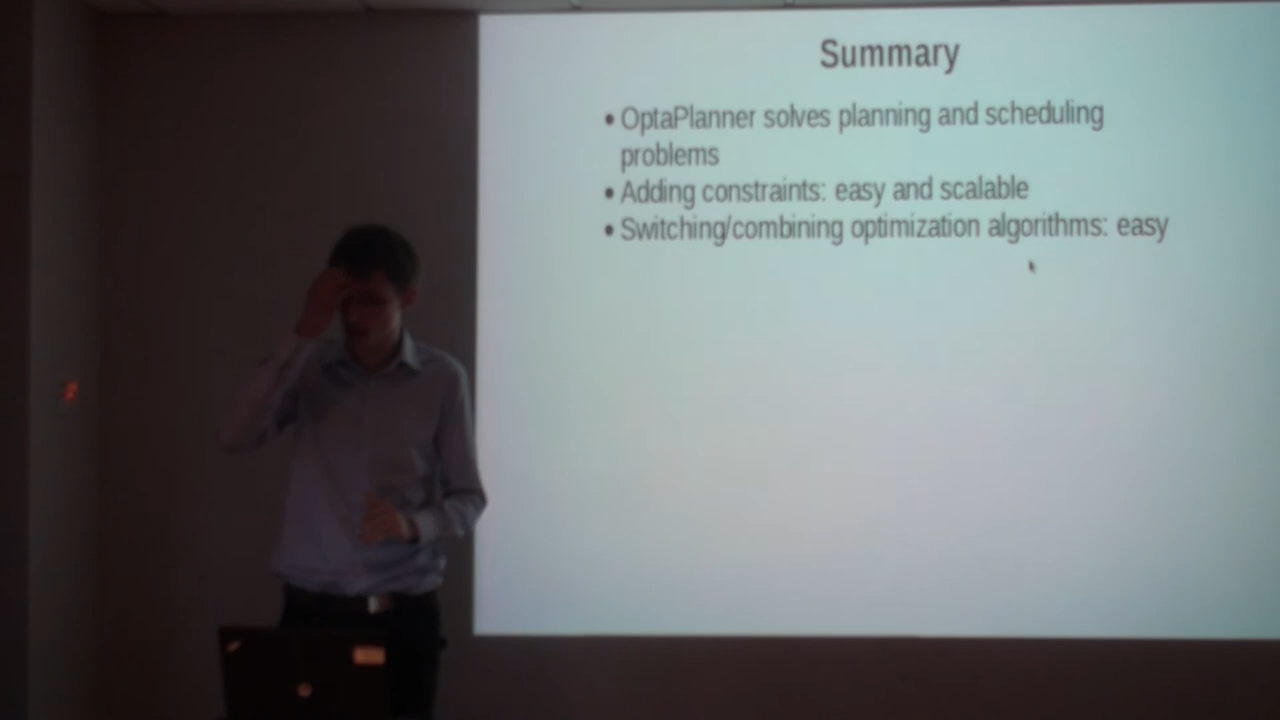 Summary
• OptaPlanner solves planning and scheduling
problems
• Adding constraints: easy and scalable
• Switching/combining optimization algorithms: easy